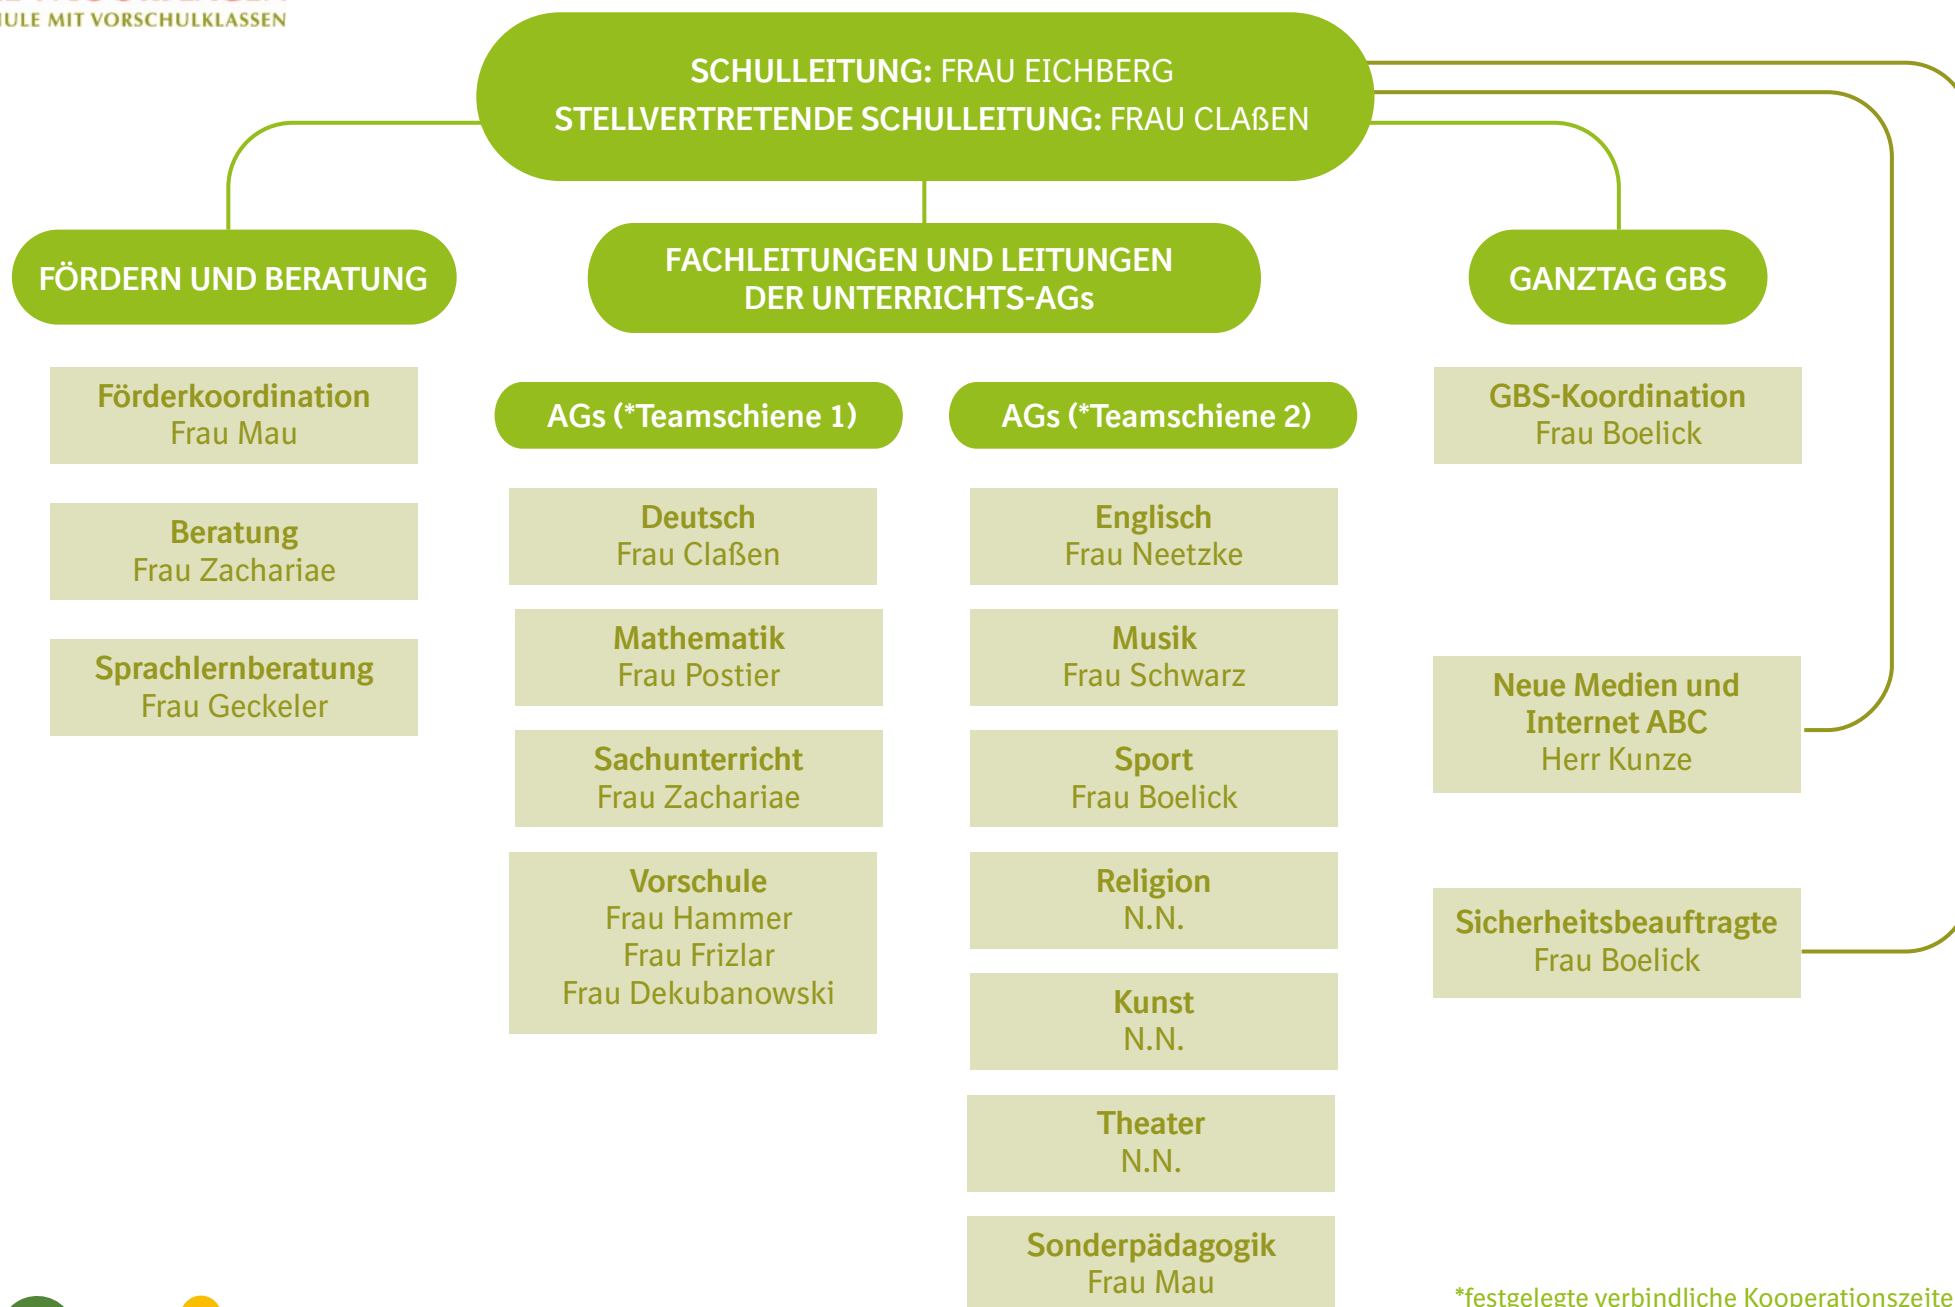 MIT VORSCHULKLASSEN
SCHULLEITUNG: FRAU EICHBERG
STELLVERTRETENDE SCHULLEITUNG: FRAU CLAßEN
FÖRDERN UND BERATUNG
Förderkoordination
Frau Mau
Beratung
Frau Zachariae
Sprachlernberatung
Frau Geckeler
FACHLEITUNGEN UND LEITUNGEN
DER UNTERRICHTS-AGs
AGs (*Teamschiene 1)
Deutsch
Frau Claßen
Mathematik
Frau Postier
Sachunterricht
Frau Zachariae
Vorschule
Frau Hammer
Frau Frizlar
Frau Dekubanowski
AGs (*Teamschiene 2)
Englisch
Frau Neetzke
Musik
Frau Schwarz
Sport
Frau Boelick
Religion
N.N.
Kunst
N.N.
Theater
N.N.
Sonderpädagogik
Frau Mau
GANZTAG GBS
GBS-Koordination
Frau Boelick
Neue Medien und
Internet ABC
Herr Kunze
Sicherheitsbeauftragte
Frau Boelick
*festgelegte verbindliche Kooperationszeite